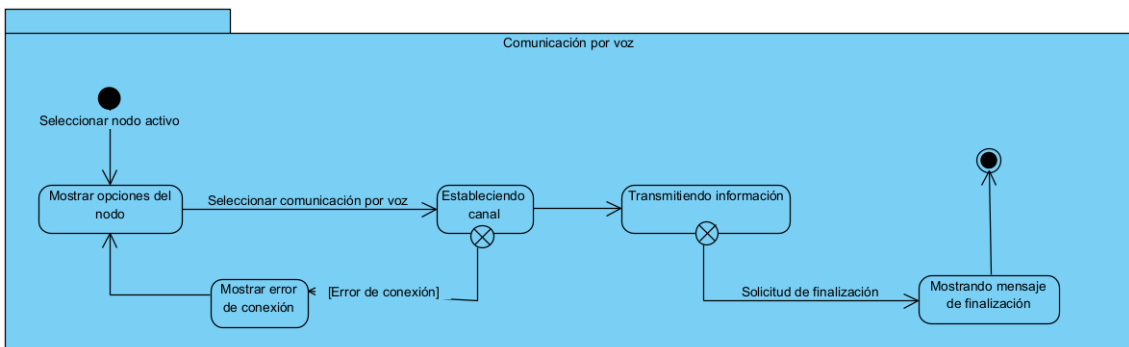 Comunicación por voz
Seleccionar nodo activo
Mostrar opciones del
nodo
Seleccionar comunicación por voz
Estableciendo
canal
Transmitiendo información
Mostrar error
de conexión
[Error de conexión]
Solicitud de finalización
Mostrando mensaje
de finalización